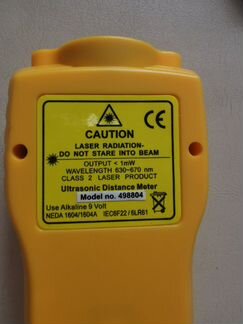 CAUTION
CE
LASER RADIATION-
DO NOT STARE INTO BEAM
OUTPUT <1mW
WAVELENGTH 630~670 nm
CLASS 2 LASER PRODUCT
Ultrasonic Distance Meter
Model no. 498804
Use Alkaline 9 Volt
NEDA 1604/1604A IEC6F22 / 6LR61